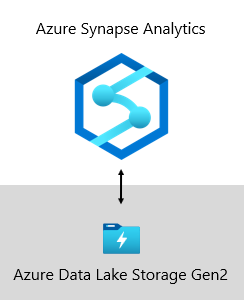 Azure Synapse Analytics
Azure Data Lake Storage Gen2